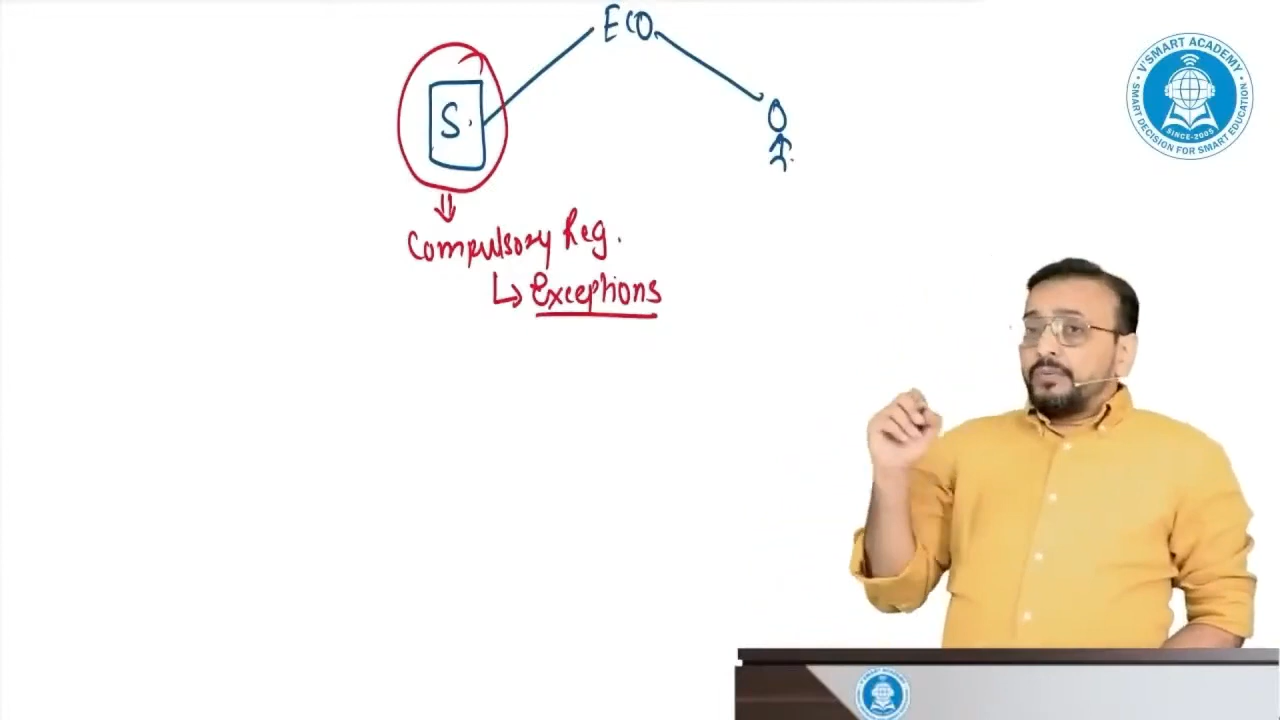 ECO
S.
Compulsory Reg.
↳ Exceptions
V'SMART ACADEMY
SINCE-2005
SMART DECISION FOR SMART EDUCATION